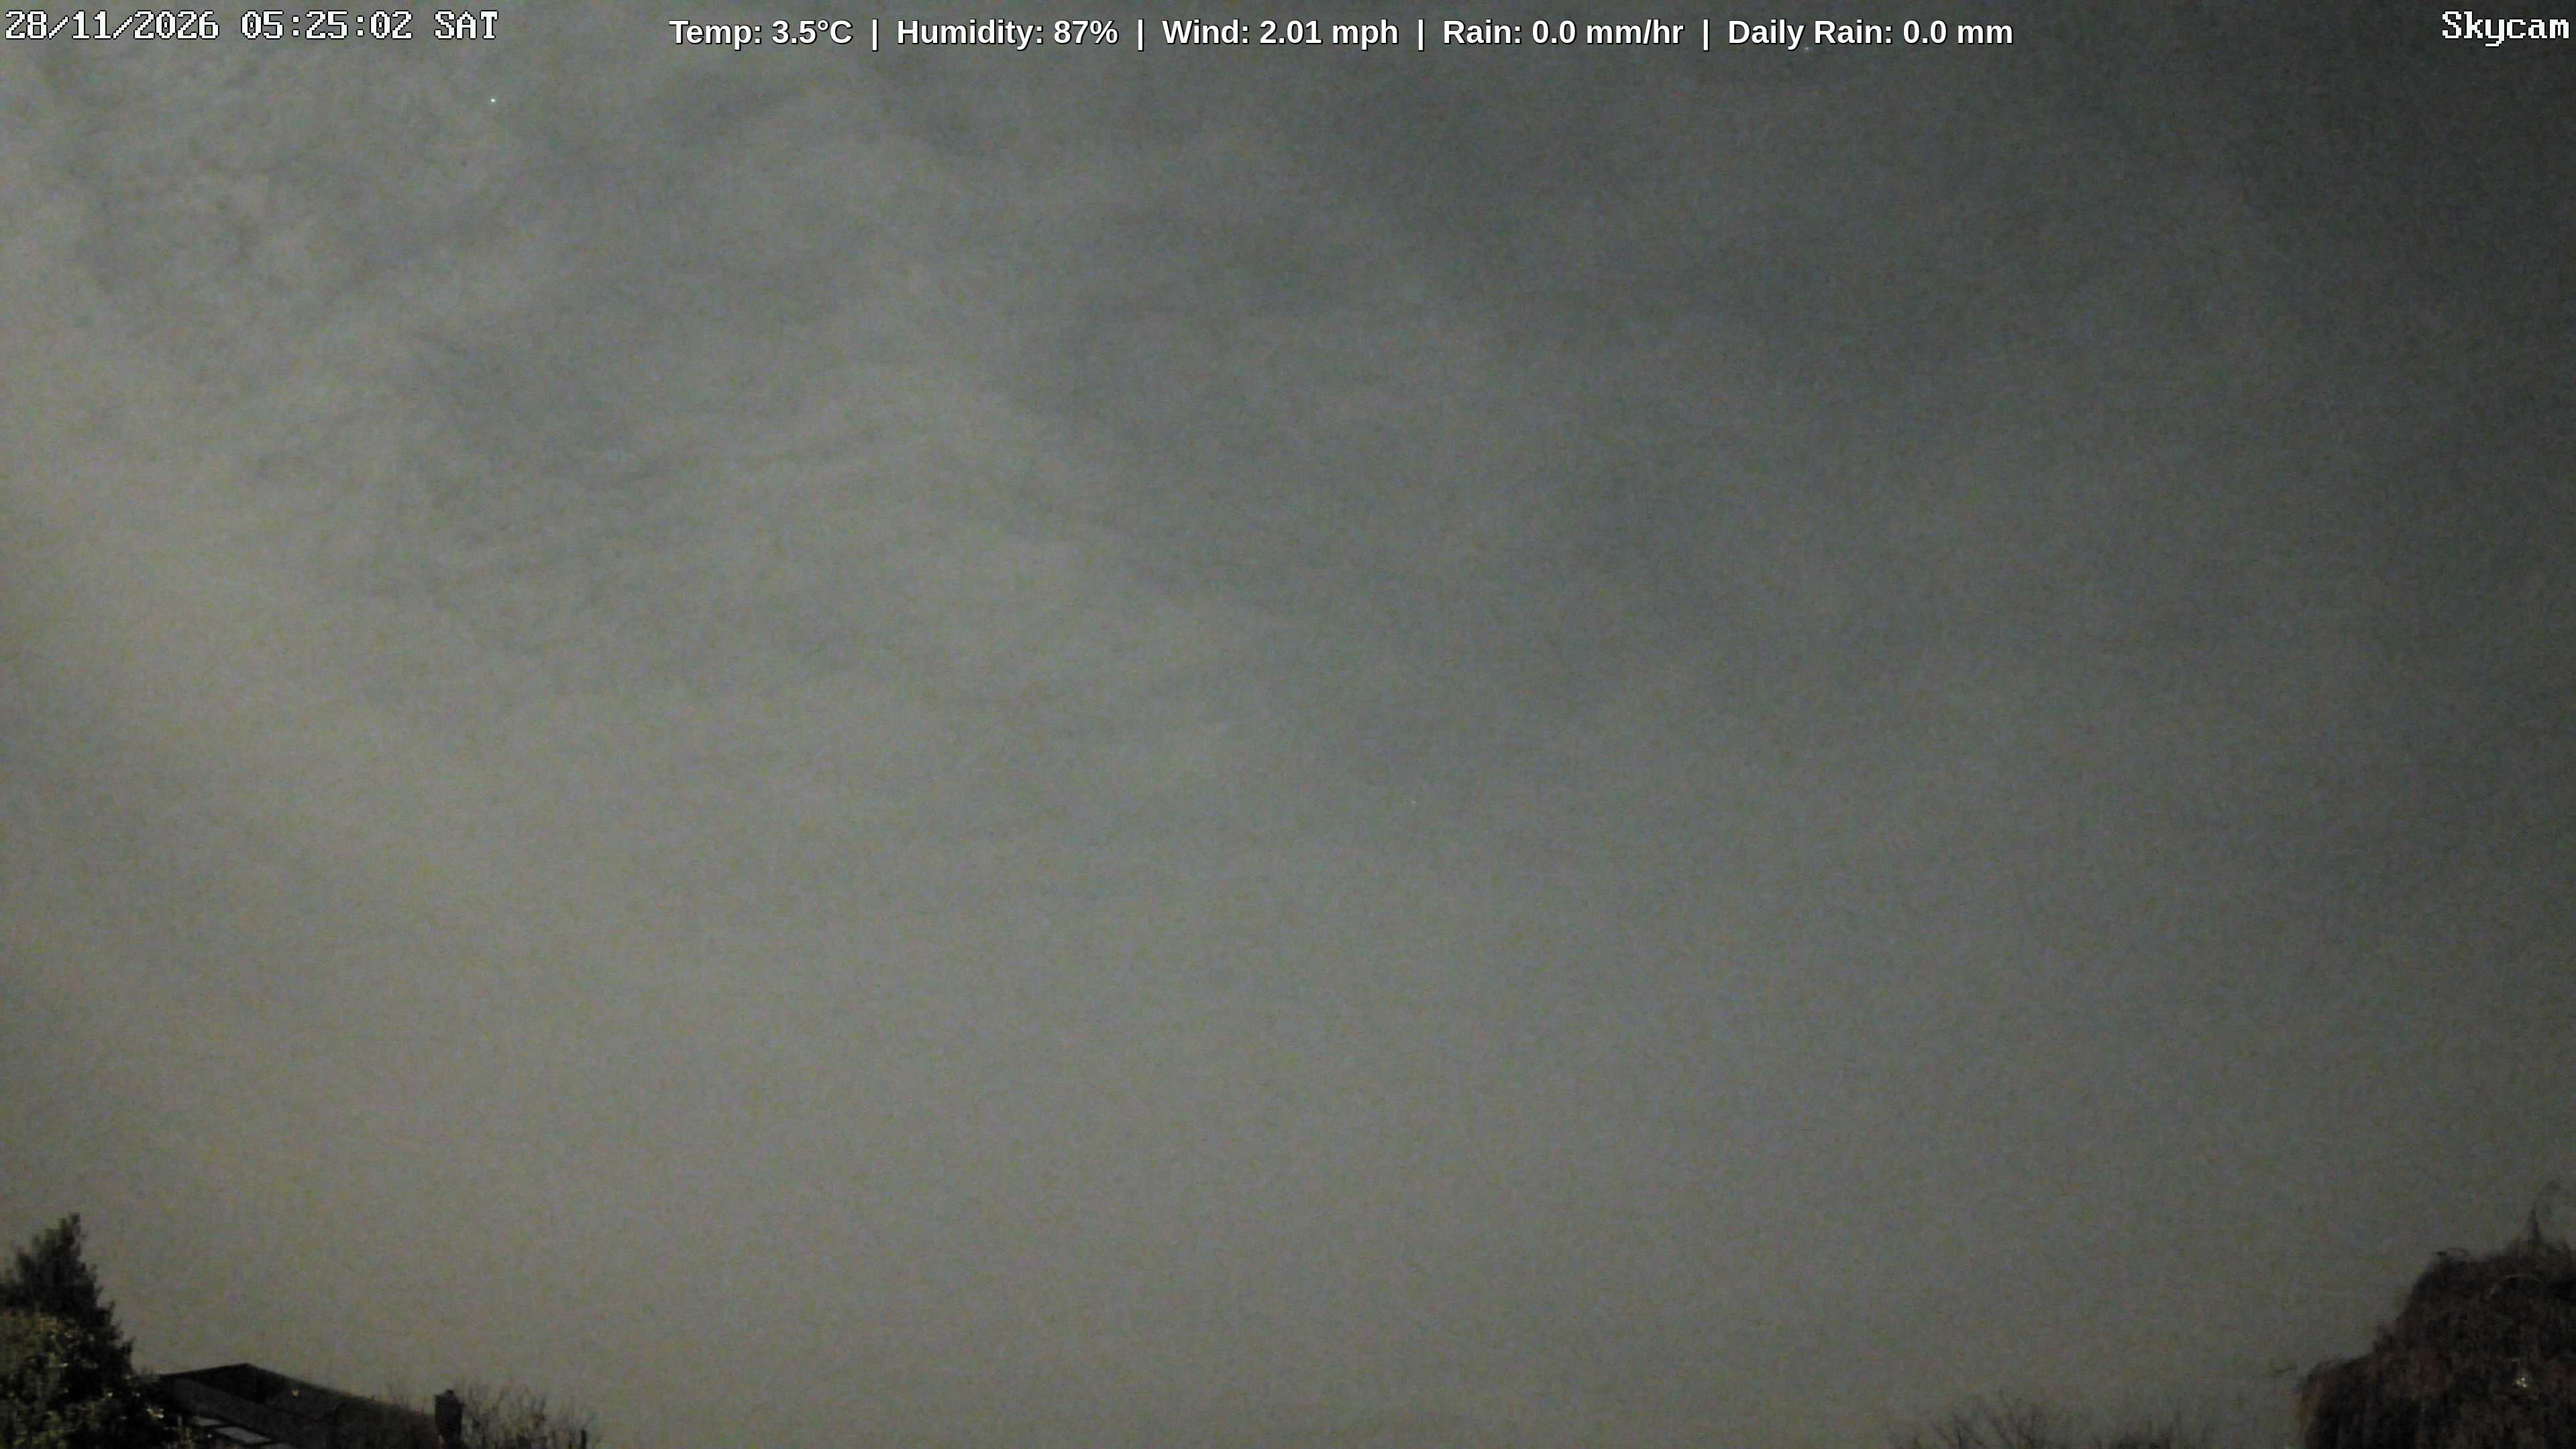 28/11/2026 05:25:02 SAT
Temp: 3.5°C | Humidity: 87% | Wind: 2.01 mph | Rain: 0.0 mm/hr | Daily Rain: 0.0 mm
Skycam